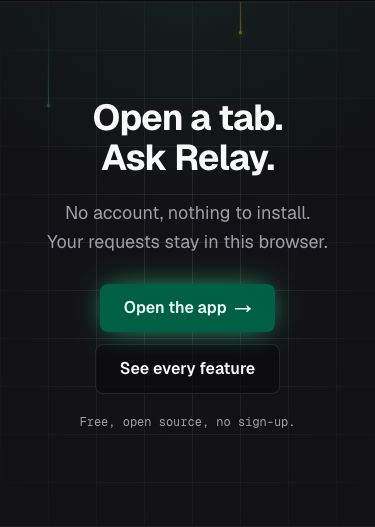 Open a tab.
Ask Relay.
No account, nothing to install.
Your requests stay in this browser.
Open the app →
See every feature
Free, open source, no sign-up.